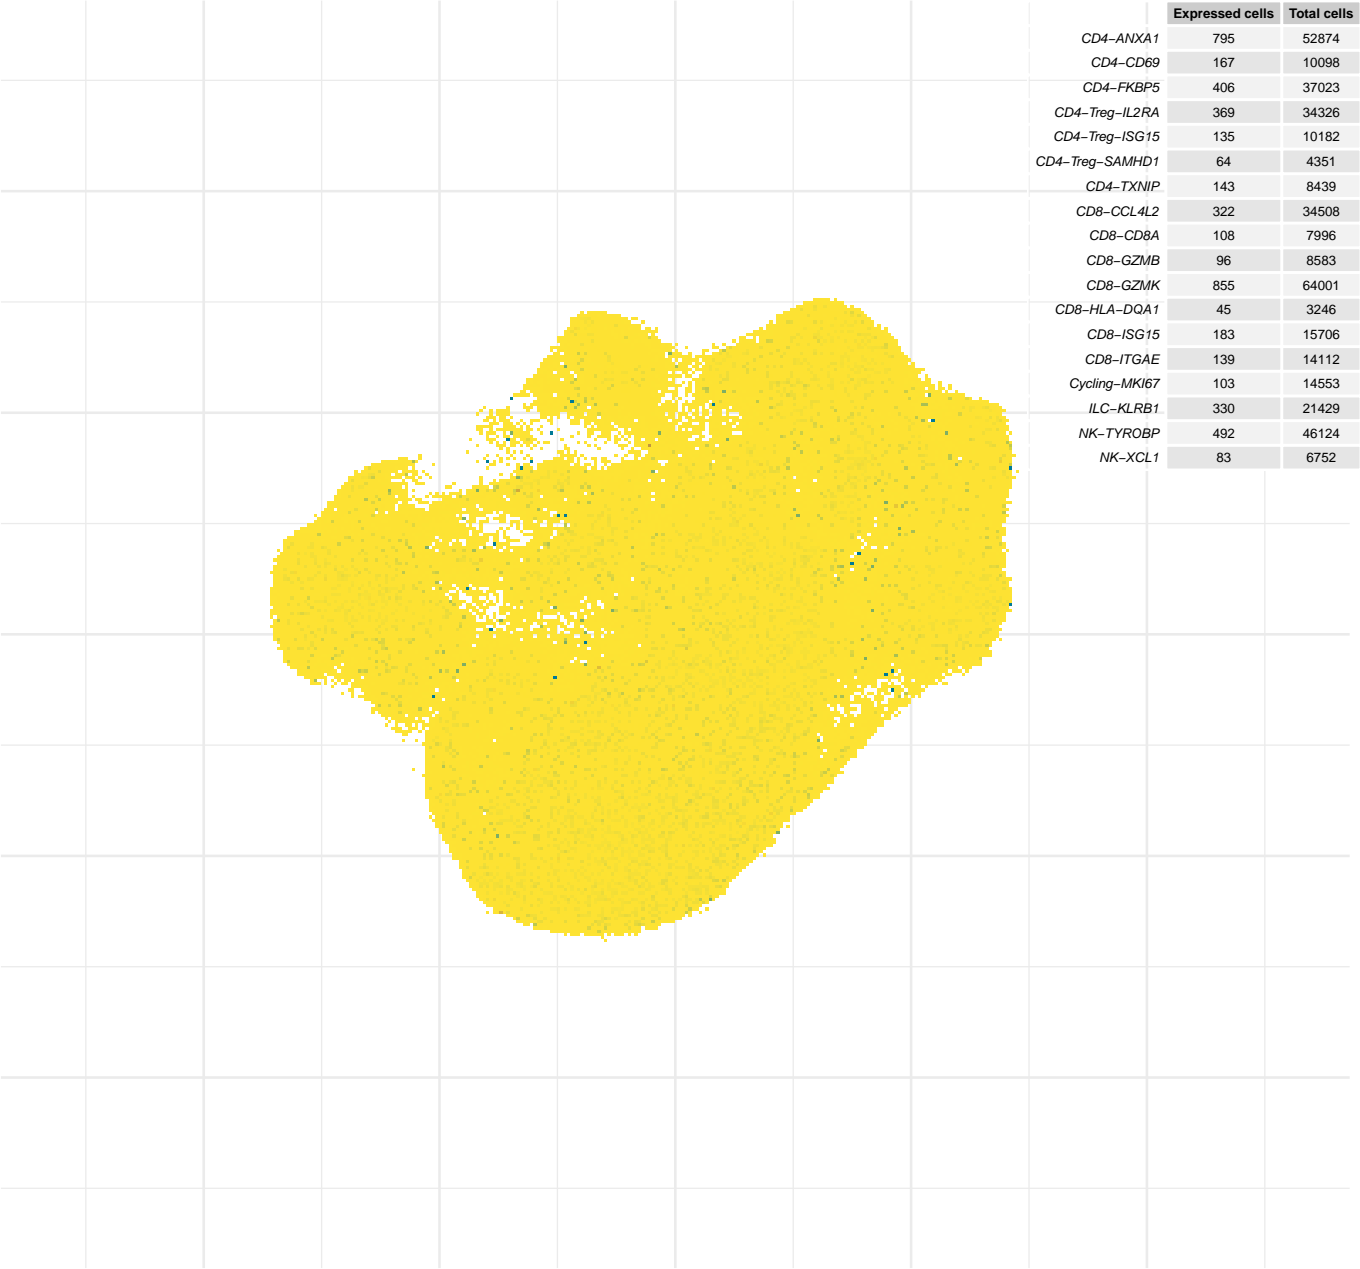 Expressed cells Total cells
CD4−ANXA1 795 52874
CD4−CD69 167 10098
CD4−FKBP5 406 37023
CD4−Treg−IL2RA 369 34326
CD4−Treg−ISG15 135 10182
CD4−Treg−SAMHD1 64 4351
CD4−TXNIP 143 8439
CD8−CCL4L2 322 34508
CD8−CD8A 108 7996
CD8−GZMB 96 8583
CD8−GZMK 855 64001
CD8−HLA−DQA1 45 3246
CD8−ISG15 183 15706
CD8−ITGAE 139 14112
Cycling−MKI67 103 14553
ILC−KLRB1 330 21429
NK−TYROBP 492 46124
NK−XCL1 83 6752